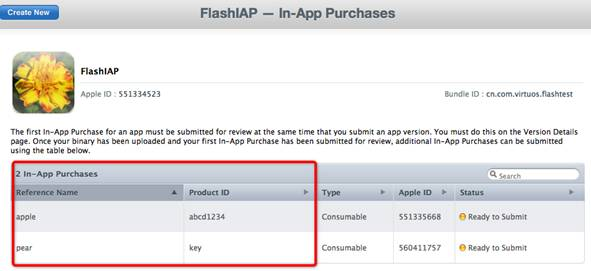 Create New
FlashIAP — In-App Purchases
FlashIAP
Apple ID : 551334523 Bundle ID : cn.com.virtuos.flashtest
The first In-App Purchase for an app must be submitted for review at the same time that you submit an app version. You must do this on the Version Details
page. Once your binary has been uploaded and your first In-App Purchase has been submitted for review, additional In-App Purchases can be submitted
using the table below.
2 In-App Purchases Search
Reference Name Product ID Type Apple ID Status
apple abcd1234 Consumable 551335668 Ready to Submit
pear key Consumable 560411757 Ready to Submit